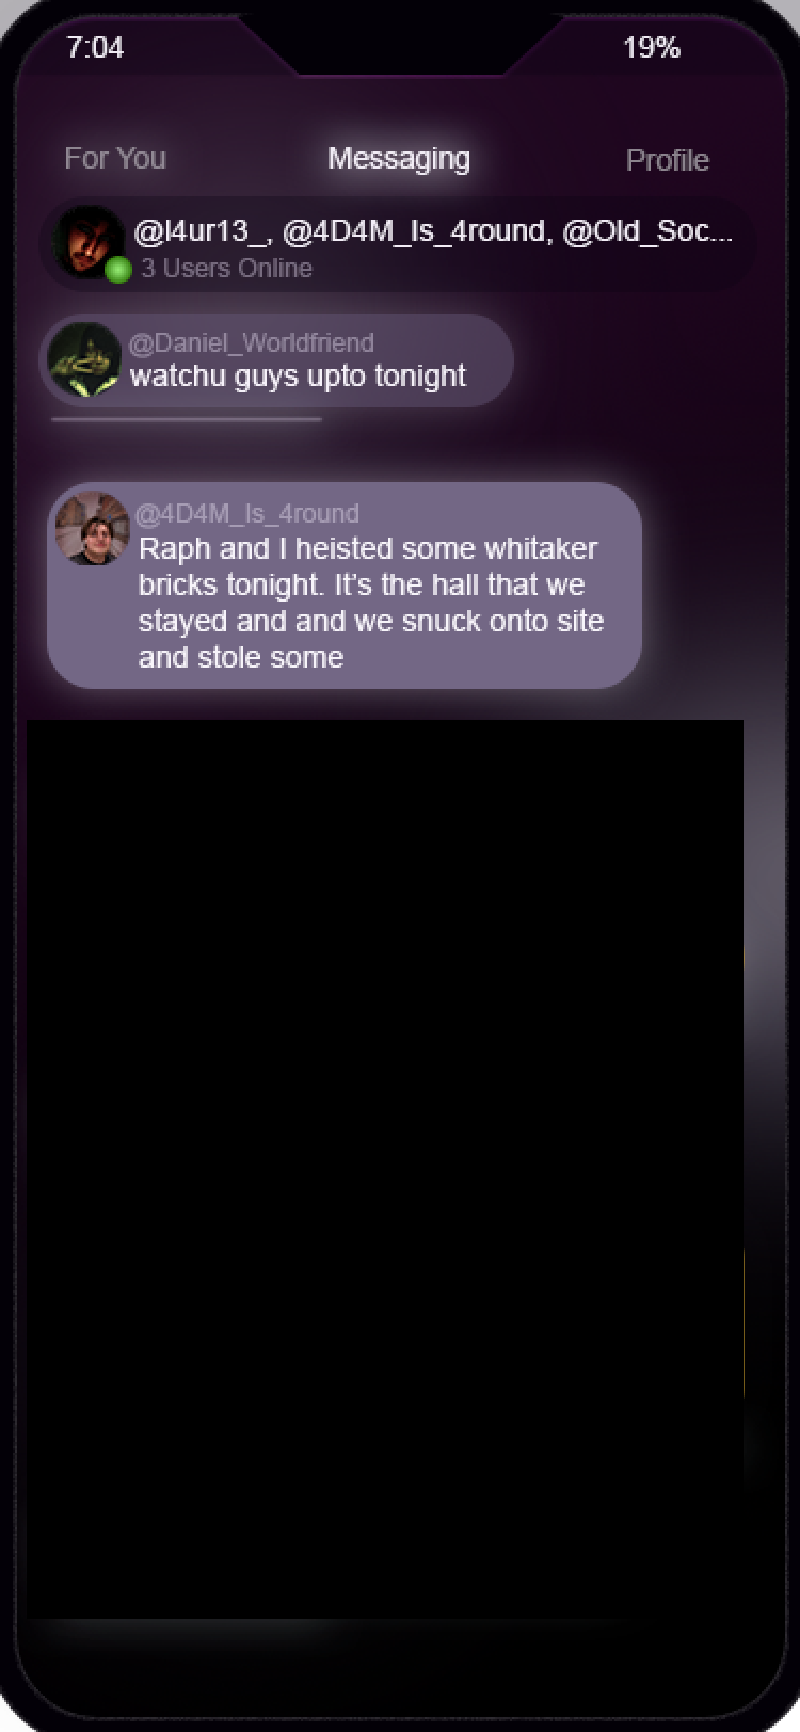 7:04
19%
For You
Messaging
Profile
@l4ur13_, @4D4M_Is_4round, @Old_Soc...
3 Users Online
@Daniel_Worldfriend
watchu guys upto tonight
@4D4M_Is_4round
Raph and I heisted some whitaker
bricks tonight. It's the hall that we
stayed and and we snuck onto site
and stole some